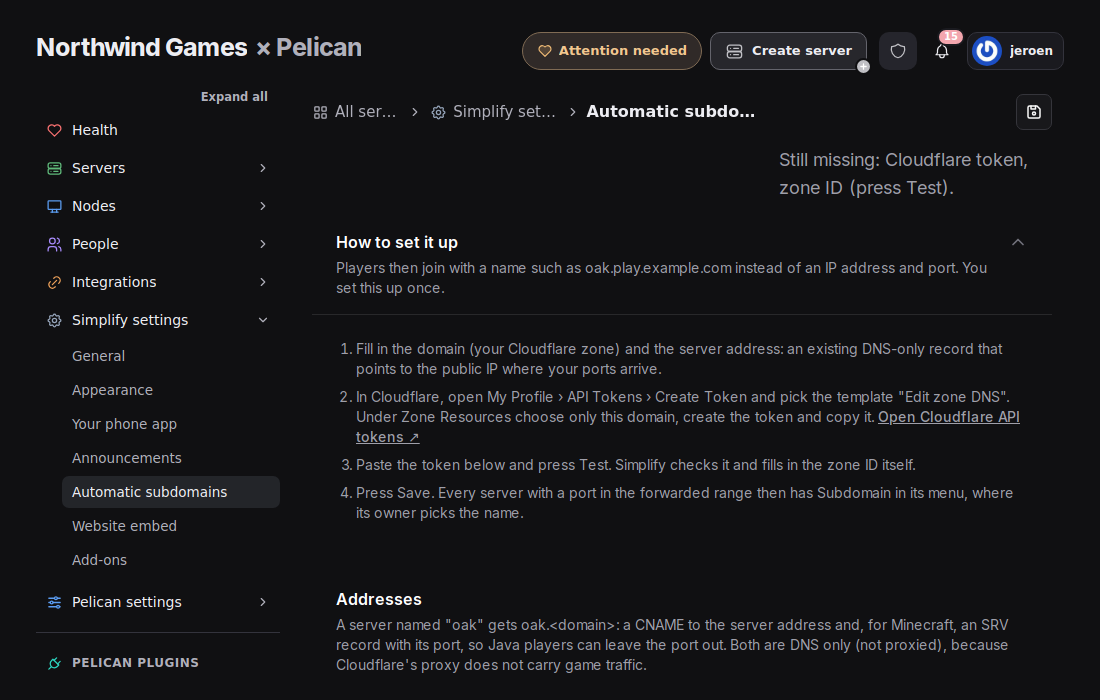 Northwind Games × Pelican
Attention needed
Create server
15
jeroen
Expand all
Health
Servers
Nodes
People
Integrations
Simplify settings
General
Appearance
Your phone app
Announcements
Automatic subdomains
Website embed
Add-ons
Pelican settings
PELICAN PLUGINS
All ser… > Simplify set… > Automatic subdo…
Still missing: Cloudflare token,
zone ID (press Test).
How to set it up
Players then join with a name such as oak.play.example.com instead of an IP address and port. You
set this up once.
1. Fill in the domain (your Cloudflare zone) and the server address: an existing DNS-only record that
points to the public IP where your ports arrive.
2. In Cloudflare, open My Profile › API Tokens › Create Token and pick the template "Edit zone DNS".
Under Zone Resources choose only this domain, create the token and copy it. Open Cloudflare API
tokens ↗
3. Paste the token below and press Test. Simplify checks it and fills in the zone ID itself.
4. Press Save. Every server with a port in the forwarded range then has Subdomain in its menu, where
its owner picks the name.
Addresses
A server named "oak" gets oak.<domain>: a CNAME to the server address and, for Minecraft, an SRV
record with its port, so Java players can leave the port out. Both are DNS only (not proxied), because
Cloudflare's proxy does not carry game traffic.